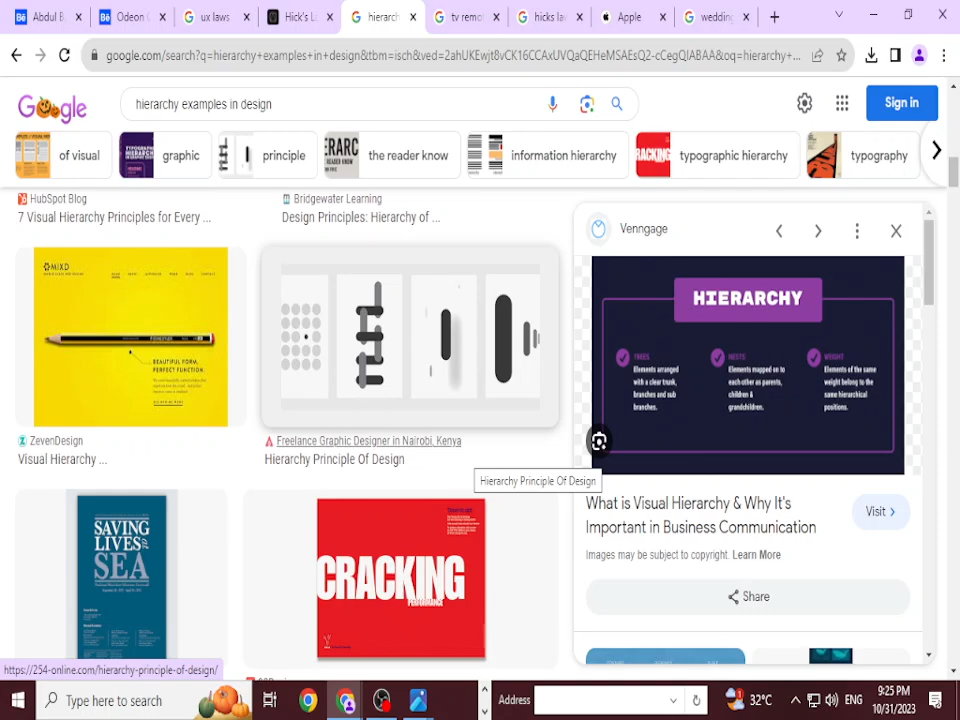 Abdul B
Odeon C
ux laws
Hick's L
hierarch
tv remot
hicks la
Apple
wedding
google.com/search?q=hierarchy+examples+in+design&tbm=isch&ved=2ahUKEwjt8vCK16CCAxUVQaQEHeMSAEsQ2-cCegQIABAA&oq=hierarchy+...
Google
hierarchy examples in design
Sign in
of visual
graphic
principle
the reader know
information hierarchy
typographic hierarchy
typography
HubSpot Blog
7 Visual Hierarchy Principles for Every ...
Bridgewater Learning
Design Principles: Hierarchy of ...
MIXD
BEAUTIFUL FORM,
PERFECT FUNCTION.
ZevenDesign
Visual Hierarchy ...
Freelance Graphic Designer in Nairobi, Kenya
Hierarchy Principle Of Design
Hierarchy Principle Of Design
SAVING
LIVES at
SEA
CRACKING
PERFORMANCE
https://254-online.com/hierarchy-principle-of-design/
Venngage
HIERARCHY
TREES
Elements arranged
with a clear trunk,
branches and sub
branches.
NESTS
Elements mapped on to
each other as parents,
children &
grandchildren.
WEIGHT
Elements of the same
weight belong to the
same hierarchical
positions.
What is Visual Hierarchy & Why It's
Important in Business Communication
Visit
Images may be subject to copyright. Learn More
Share
Type here to search
Address
32°C
ENG
9:25 PM
10/31/2023